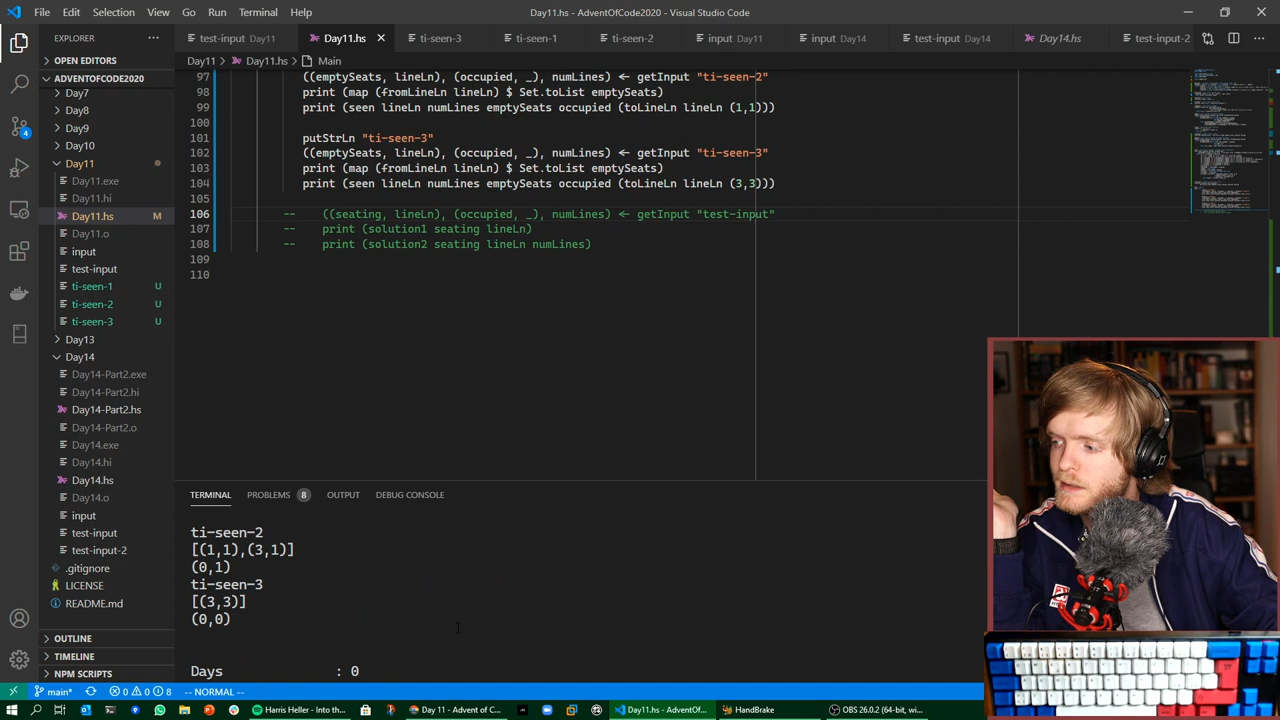 File Edit Selection View Go Run Terminal Help
Day11.hs - AdventOfCode2020 - Visual Studio Code
EXPLORER
test-input Day11
Day11.hs
ti-seen-3
ti-seen-1
ti-seen-2
input Day11
input Day14
test-input Day14
Day14.hs
test-input-2
OPEN EDITORS
ADVENTOFCODE2020
Day7
Day8
Day9
Day10
Day11
Day11.exe
Day11.hi
Day11.hs M
Day11.o
input
test-input
ti-seen-1 U
ti-seen-2 U
ti-seen-3 U
Day13
Day14
Day14-Part2.exe
Day14-Part2.hi
Day14-Part2.hs
Day14-Part2.o
Day14.exe
Day14.hi
Day14.hs
Day14.o
input
test-input
test-input-2
.gitignore
LICENSE
README.md
OUTLINE
TIMELINE
NPM SCRIPTS
4
Day11 > Day11.hs > Main
97 ((emptySeats, lineLn), (occupied, _), numLines) <- getInput "ti-seen-2"
98 print (map (fromLineLn lineLn) $ Set.toList emptySeats)
99 print (seen lineLn numLines emptySeats occupied (toLineLn lineLn (1,1)))
100
101 putStrLn "ti-seen-3"
102 ((emptySeats, lineLn), (occupied, _), numLines) <- getInput "ti-seen-3"
103 print (map (fromLineLn lineLn) $ Set.toList emptySeats)
104 print (seen lineLn numLines emptySeats occupied (toLineLn lineLn (3,3)))
105
106 -- ((seating, lineLn), (occupied, _), numLines) <- getInput "test-input"
107 -- print (solution1 seating lineLn)
108 -- print (solution2 seating lineLn numLines)
109
110
TERMINAL PROBLEMS 8 OUTPUT DEBUG CONSOLE
ti-seen-2
[(1,1),(3,1)]
(0,1)
ti-seen-3
[(3,3)]
(0,0)
Days : 0
main* 0 0 8 -- NORMAL --
Harris Heller – Into th...
Day 11 - Advent of C...
Day11.hs - AdventOf...
HandBrake
OBS 26.0.2 (64-bit, wi...